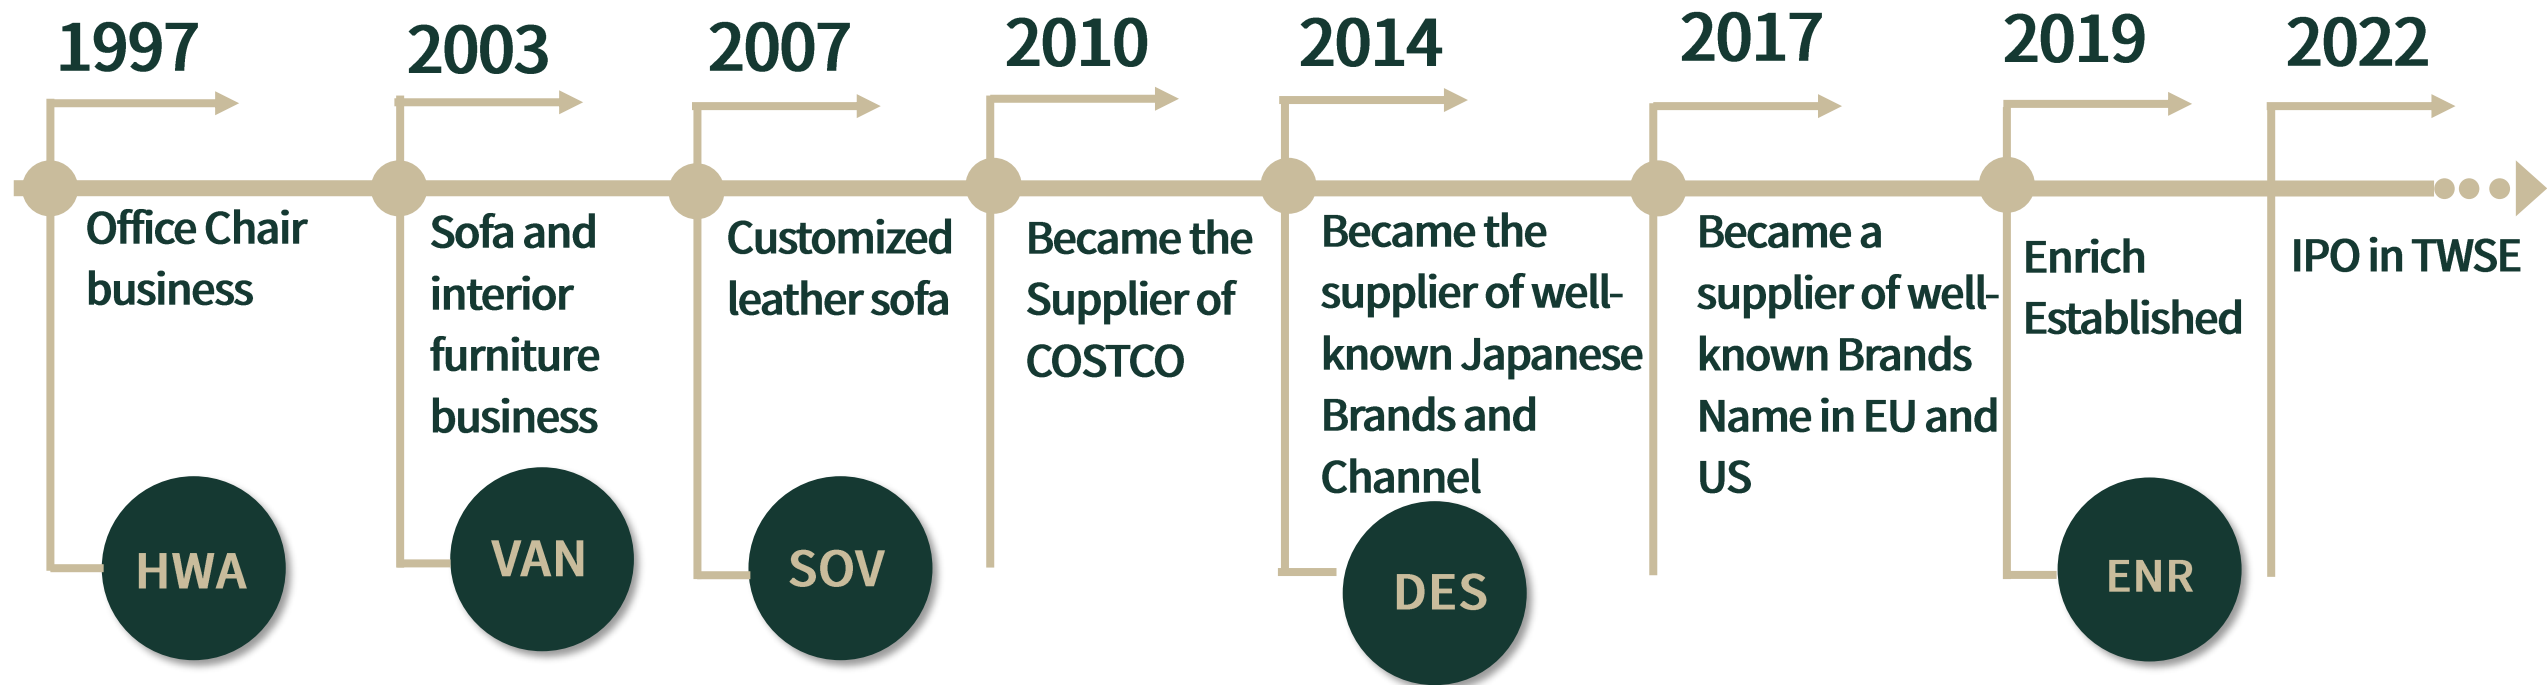 1997
Office Chair
business
HWA
2003
Sofa and
interior
furniture
business
VAN
2007
Customized
leather sofa
SOV
2010
Became the
Supplier of
COSTCO
2014
Became the
supplier of well-
known Japanese
Brands and
Channel
DES
2017
Became a
supplier of well-
known Brands
Name in EU and
US
2019
Enrich
Established
ENR
2022
IPO in TWSE